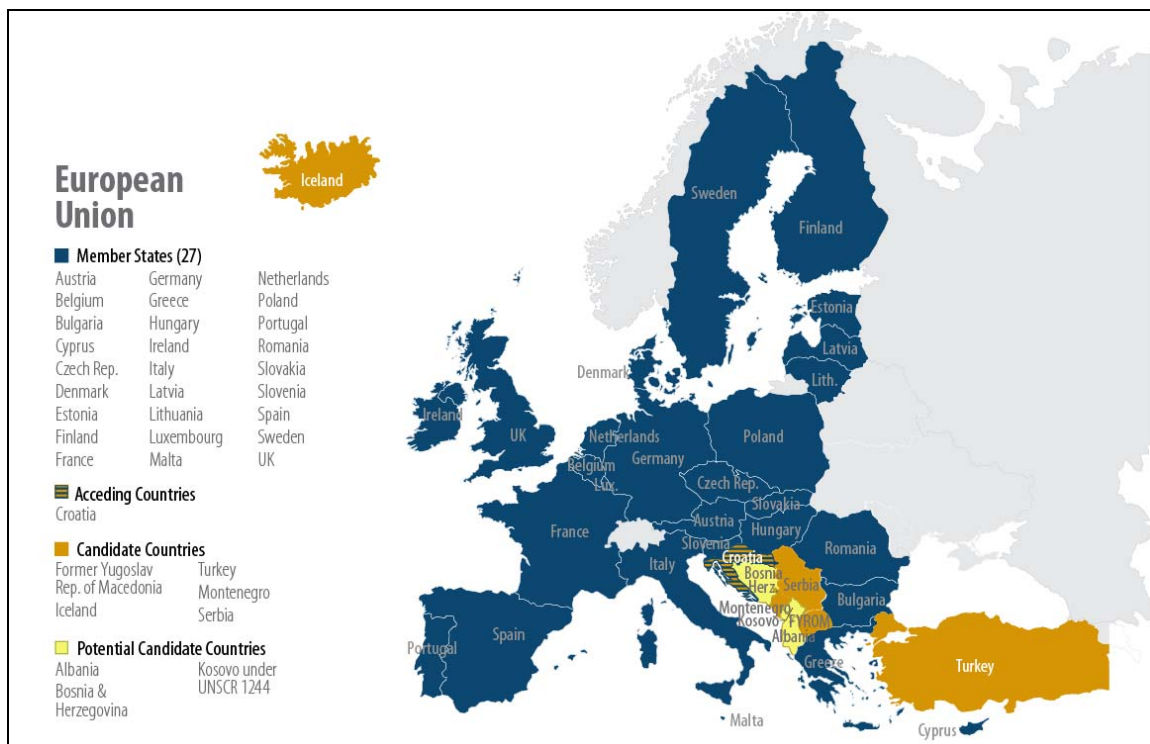 European
Union
Member States (27)
Austria
Belgium
Bulgaria
Cyprus
Czech Rep.
Denmark
Estonia
Finland
France
Germany
Greece
Hungary
Ireland
Italy
Latvia
Lithuania
Luxembourg
Malta
Netherlands
Poland
Portugal
Romania
Slovakia
Slovenia
Spain
Sweden
UK
Acceding Countries
Croatia
Candidate Countries
Former Yugoslav
Rep. of Macedonia
Iceland
Turkey
Montenegro
Serbia
Potential Candidate Countries
Albania
Bosnia &
Herzegovina
Kosovo under
UNSCR 1244
Iceland
Sweden
Finland
Estonia
Latvia
Lith.
Denmark
Ireland
UK
Netherlands
Belgium
Lux.
Germany
Poland
Czech Rep.
Slovakia
Austria
Hungary
France
Slovenia
Croatia
Italy
Bosnia
Herz.
Serbia
Romania
Bulgaria
Montenegro
Kosovo
FYROM
Albania
Greece
Portugal
Spain
Turkey
Malta
Cyprus